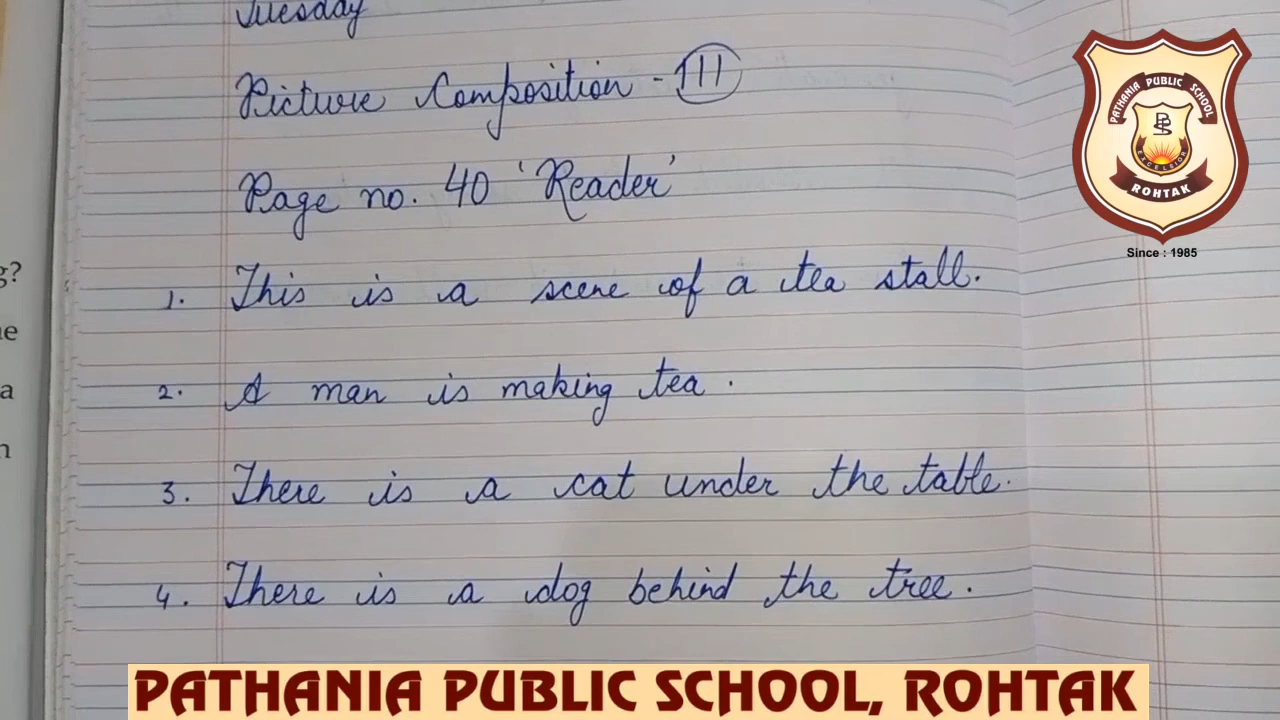 Tuesday
Picture Composition - III
Page no. 40 'Reader'
1. This is a scene of a tea stall.
2. A man is making tea.
3. There is a cat under the table.
4. There is a dog behind the tree.
g?
a
PATHANIA PUBLIC SCHOOL
PS
EXCELSIOR
ROHTAK
Since : 1985
PATHANIA PUBLIC SCHOOL, ROHTAK